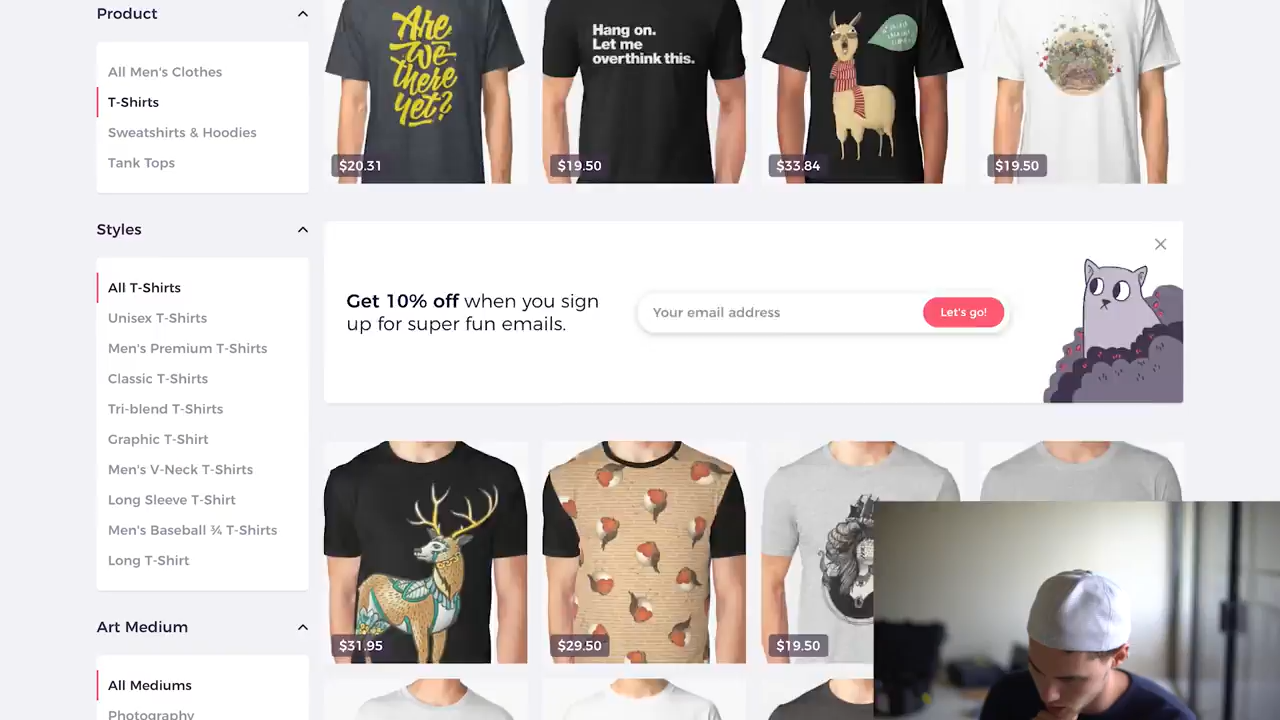 Product
All Men's Clothes
T-Shirts
Sweatshirts & Hoodies
Tank Tops
Styles
All T-Shirts
Unisex T-Shirts
Men's Premium T-Shirts
Classic T-Shirts
Tri-blend T-Shirts
Graphic T-Shirt
Men's V-Neck T-Shirts
Long Sleeve T-Shirt
Men's Baseball ¾ T-Shirts
Long T-Shirt
Art Medium
All Mediums
Photography
Are
we
there
yet?
$20.31
Hang on.
Let me
overthink this.
$19.50
$33.84
$19.50
Get 10% off when you sign
up for super fun emails.
Your email address
Let's go!
$31.95
$29.50
$19.50